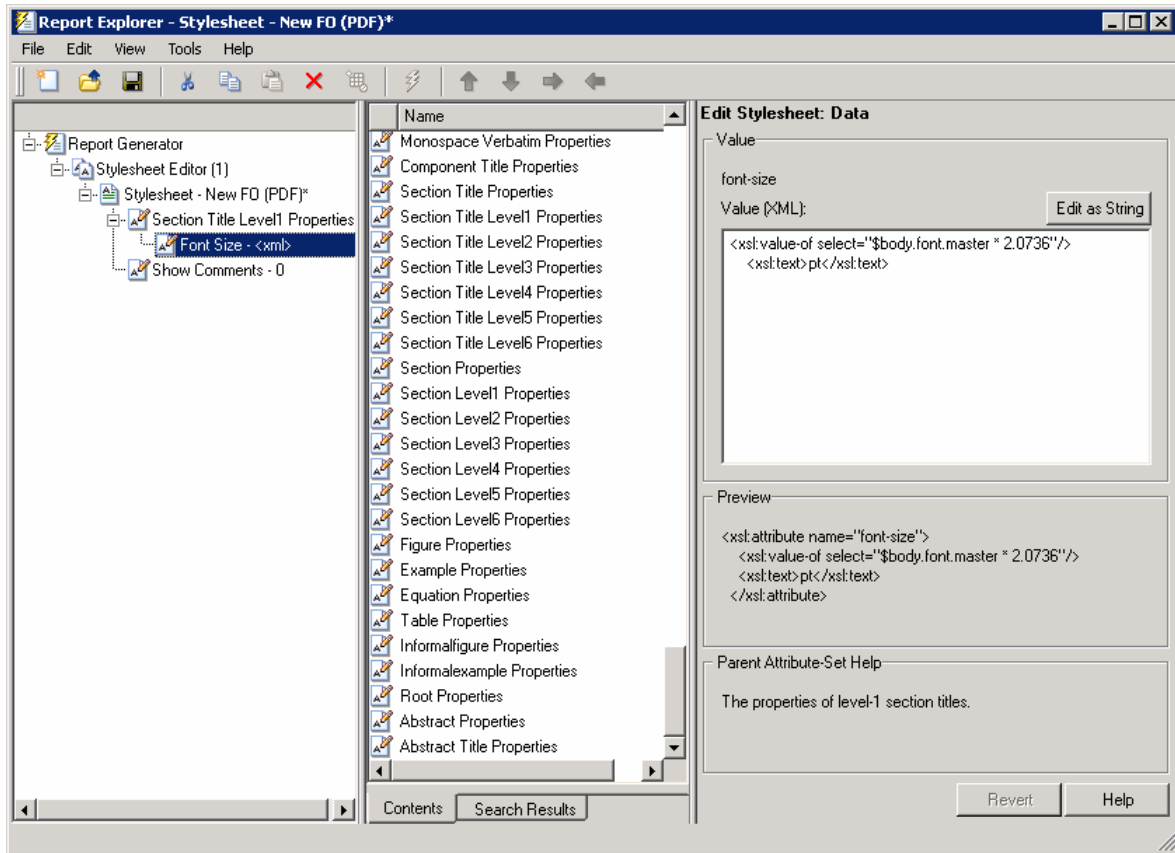 Report Explorer - Stylesheet - New FO (PDF)*
File Edit View Tools Help
Report Generator
Stylesheet Editor (1)
Stylesheet - New FO (PDF)*
Section Title Level1 Properties
Font Size - <xml>
Show Comments - 0
Name
Monospace Verbatim Properties
Component Title Properties
Section Title Properties
Section Title Level1 Properties
Section Title Level2 Properties
Section Title Level3 Properties
Section Title Level4 Properties
Section Title Level5 Properties
Section Title Level6 Properties
Section Properties
Section Level1 Properties
Section Level2 Properties
Section Level3 Properties
Section Level4 Properties
Section Level5 Properties
Section Level6 Properties
Figure Properties
Example Properties
Equation Properties
Table Properties
Informalfigure Properties
Informalexample Properties
Root Properties
Abstract Properties
Abstract Title Properties
Contents Search Results
Edit Stylesheet: Data
Value
font-size
Value (XML): Edit as String
<xsl:value-of select="$body.font.master * 2.0736"/>
<xsl:text>pt</xsl:text>
Preview
<xsl:attribute name="font-size">
<xsl:value-of select="$body.font.master * 2.0736"/>
<xsl:text>pt</xsl:text>
</xsl:attribute>
Parent Attribute-Set Help
The properties of level-1 section titles.
Revert Help